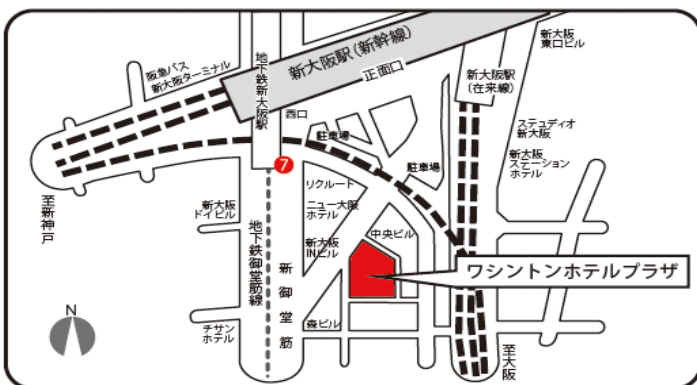 阪急バス
新大阪ターミナル
地下鉄新大阪駅
新大阪駅(新幹線)
正面口
西口
新大阪
東口ビル
新大阪駅
(在来線)
駐車場
駐車場
ステュディオ
新大阪
新大阪
ステーション
ホテル
7
至新神戸
リクルート
ニュー大阪
ホテル
新大阪
ドイビル
地下鉄御堂筋線
新御堂筋
新大阪
INビル
中央ビル
ワシントンホテルプラザ
N
チサン
ホテル
森ビル
至大阪